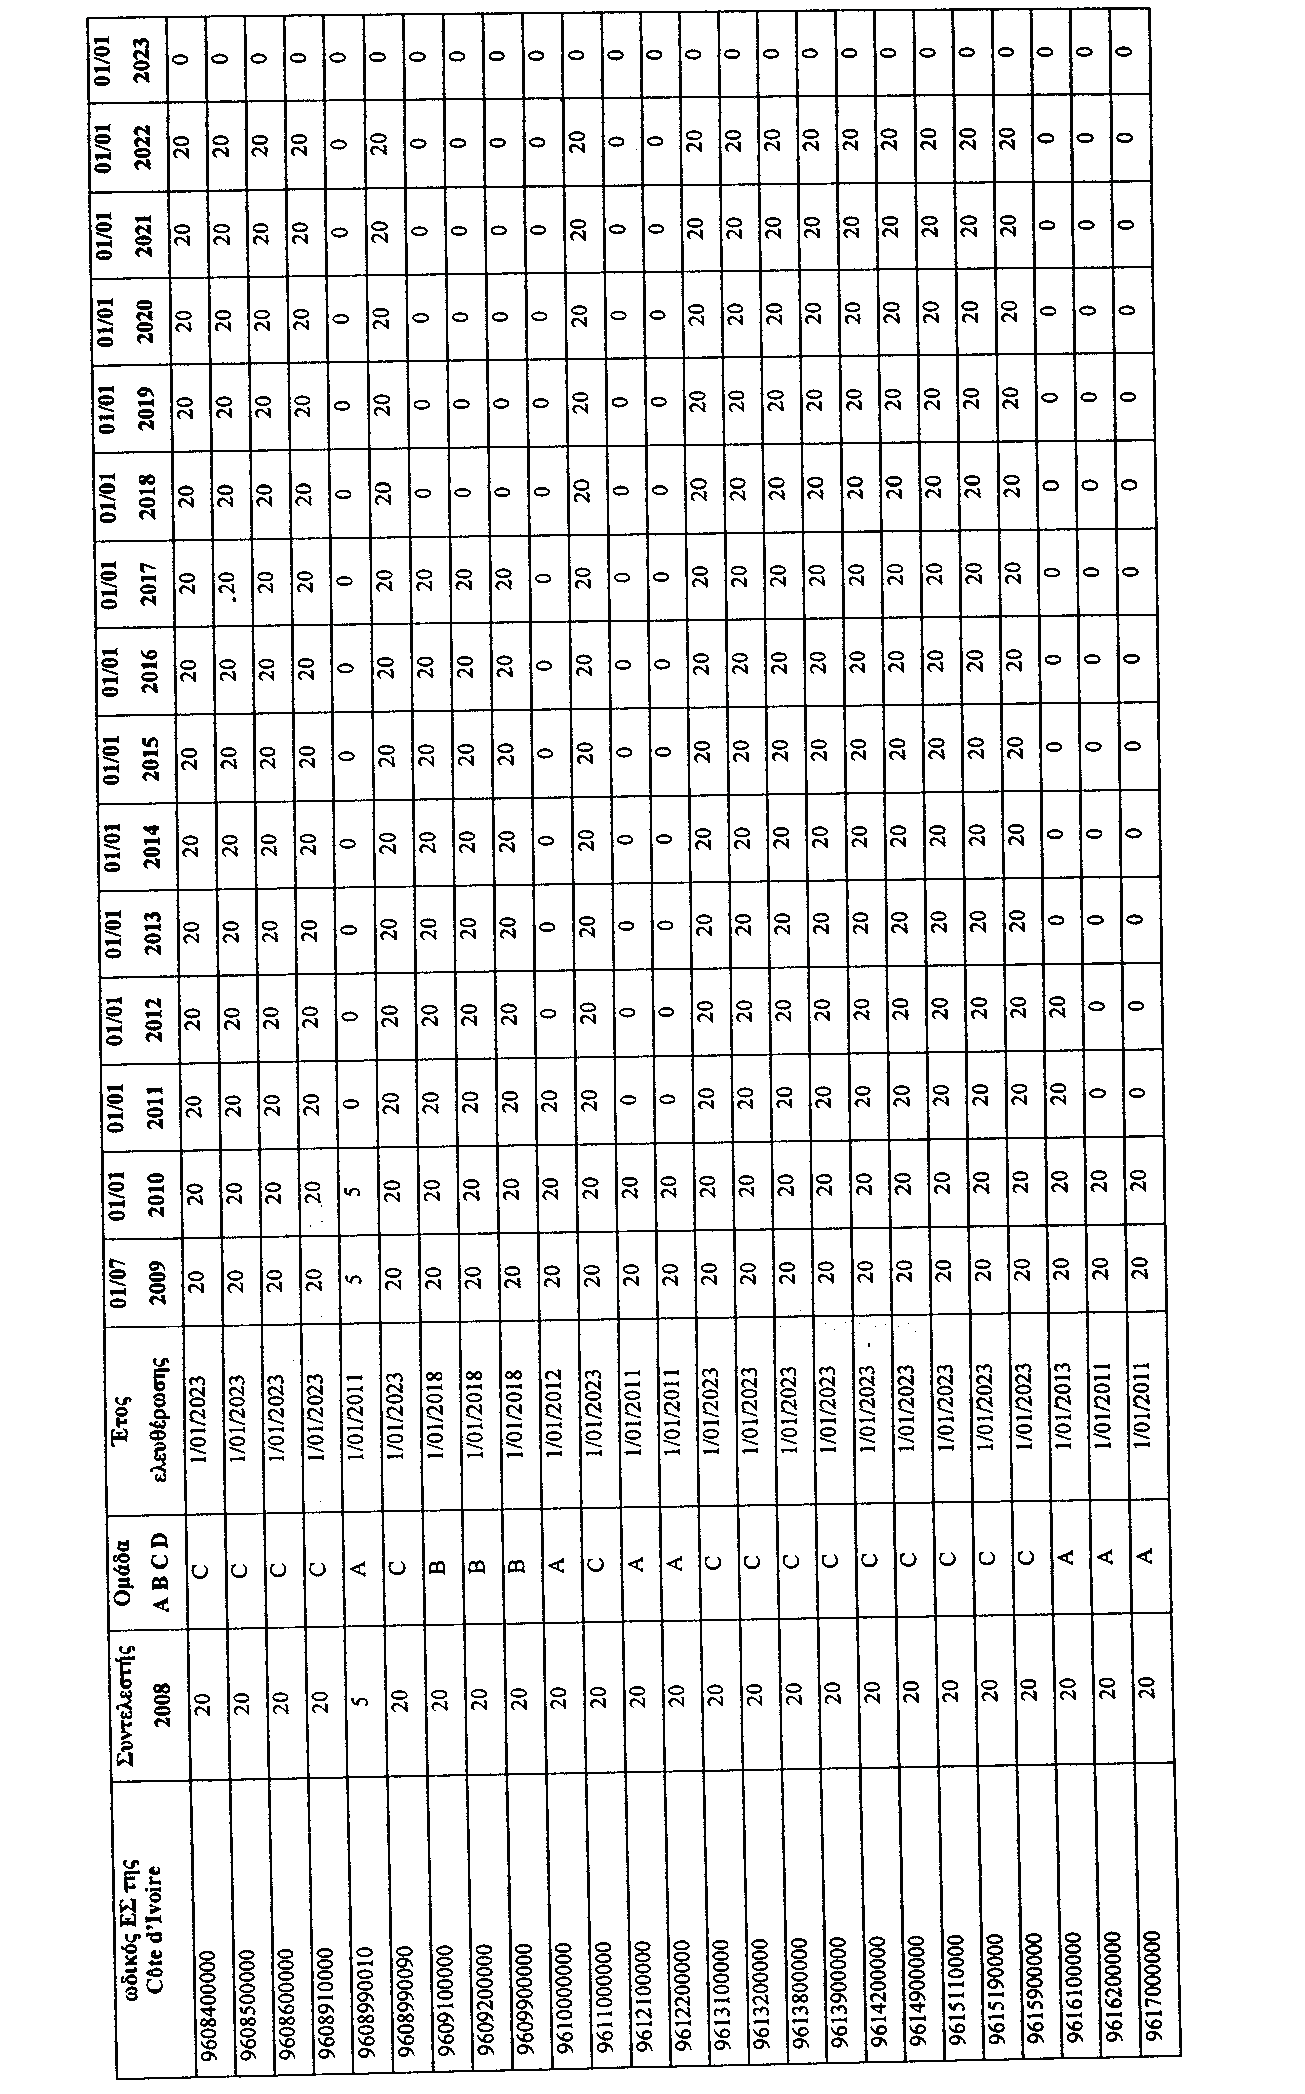 ωδικός ΕΣ της Côte d'Ivoire Συντελεστής 2008 Ομάδα A B C D Έτος ελευθέρωσης 01/07 2009 01/01 2010 01/01 2011 01/01 2012 01/01 2013 01/01 2014 01/01 2015 01/01 2016 01/01 2017 01/01 2018 01/01 2019 01/01 2020 01/01 2021 01/01 2022 01/01 2023
9608400000 20 C 1/01/2023 20 20 20 20 20 20 20 20 20 20 20 20 20 20 0
9608500000 20 C 1/01/2023 20 20 20 20 20 20 20 20 20 20 20 20 20 20 0
9608600000 20 C 1/01/2023 20 20 20 20 20 20 20 20 20 20 20 20 20 20 0
9608910000 20 C 1/01/2023 20 20 20 20 20 20 20 20 20 20 20 20 20 20 0
9608990010 5 A 1/01/2011 5 5 0 0 0 0 0 0 0 0 0 0 0 0 0
9608990090 20 C 1/01/2023 20 20 20 20 20 20 20 20 20 20 20 20 20 20 0
9609100000 20 B 1/01/2018 20 20 20 20 20 20 20 20 20 0 0 0 0 0 0
9609200000 20 B 1/01/2018 20 20 20 20 20 20 20 20 20 0 0 0 0 0 0
9609900000 20 B 1/01/2018 20 20 20 20 20 20 20 20 20 0 0 0 0 0 0
9610000000 20 A 1/01/2012 20 20 20 0 0 0 0 0 0 0 0 0 0 0 0
9611000000 20 C 1/01/2023 20 20 20 20 20 20 20 20 20 20 20 20 20 20 0
9612100000 20 A 1/01/2011 20 20 0 0 0 0 0 0 0 0 0 0 0 0 0
9612200000 20 A 1/01/2011 20 20 0 0 0 0 0 0 0 0 0 0 0 0 0
9613100000 20 C 1/01/2023 20 20 20 20 20 20 20 20 20 20 20 20 20 20 0
9613200000 20 C 1/01/2023 20 20 20 20 20 20 20 20 20 20 20 20 20 20 0
9613800000 20 C 1/01/2023 20 20 20 20 20 20 20 20 20 20 20 20 20 20 0
9613900000 20 C 1/01/2023 20 20 20 20 20 20 20 20 20 20 20 20 20 20 0
9614200000 20 C 1/01/2023 20 20 20 20 20 20 20 20 20 20 20 20 20 20 0
9614900000 20 C 1/01/2023 20 20 20 20 20 20 20 20 20 20 20 20 20 20 0
9615110000 20 C 1/01/2023 20 20 20 20 20 20 20 20 20 20 20 20 20 20 0
9615190000 20 C 1/01/2023 20 20 20 20 20 20 20 20 20 20 20 20 20 20 0
9615900000 20 C 1/01/2023 20 20 20 20 20 20 20 20 20 20 20 20 20 20 0
9616100000 20 A 1/01/2013 20 20 20 20 0 0 0 0 0 0 0 0 0 0 0
9616200000 20 A 1/01/2011 20 20 0 0 0 0 0 0 0 0 0 0 0 0 0
9617000000 20 A 1/01/2011 20 20 0 0 0 0 0 0 0 0 0 0 0 0 0